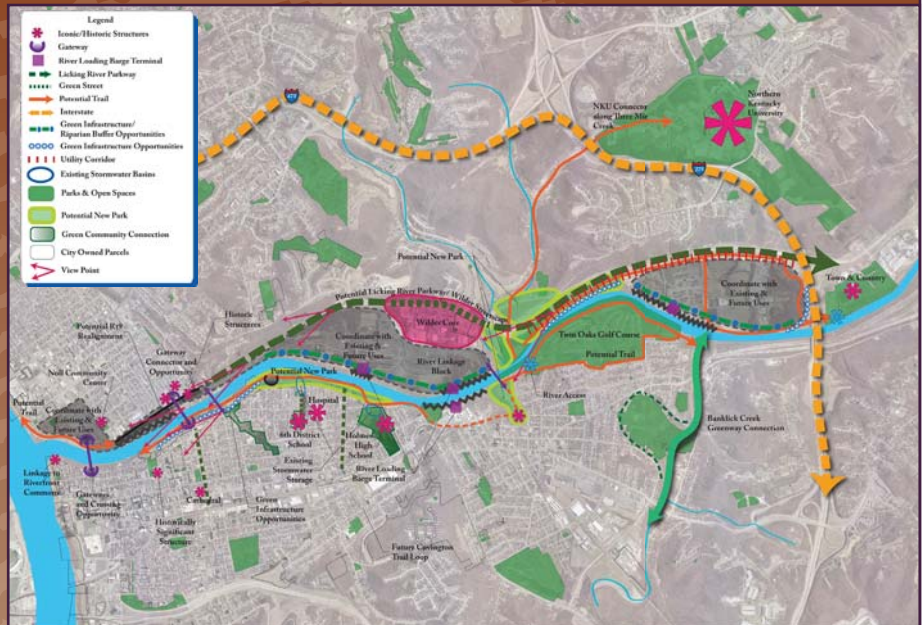 Legend
Iconic/Historic Structures
Gateway
River Loading Barge Terminal
Licking River Parkway
Green Street
Potential Trail
Interstate
Green Infrastructure/
Riparian Buffer Opportunities
Green Infrastructure Opportunities
Utility Corridor
Existing Stormwater Basins
Parks & Open Spaces
Potential New Park
Green Community Connection
City Owned Parcels
View Point
NKU Connector
along Three Mile
Creek
Northern
Kentucky
University
Potential New Park
Town & Country
Potential Licking River Parkway/ Wilder
Historic
Structures
Wilder Core
Coordinate with
Existing &
Future Uses
Coordinate with
Existing &
Future Uses
Twin Oaks Golf Course
Potential Trail
River Linkage
Block
Potential
Realignment
Gateway
Connector and
Opportunity
Noll Community
Center
Potential New Park
Potential
Trail
Coordinate with
Existing &
Future Uses
Hospital
6th District
School
Holmes
High
School
River Access
Banklick Creek
Greenway Connection
Linkage to
Riverfront
Commons
Existing
Stormwater
Storage
River Loading
Barge Terminal
Gateways
and Crossing
Opportunity
Cathedral
Green
Infrastructure
Opportunities
Historically
Significant
Structure
Future Covington
Trail Loop